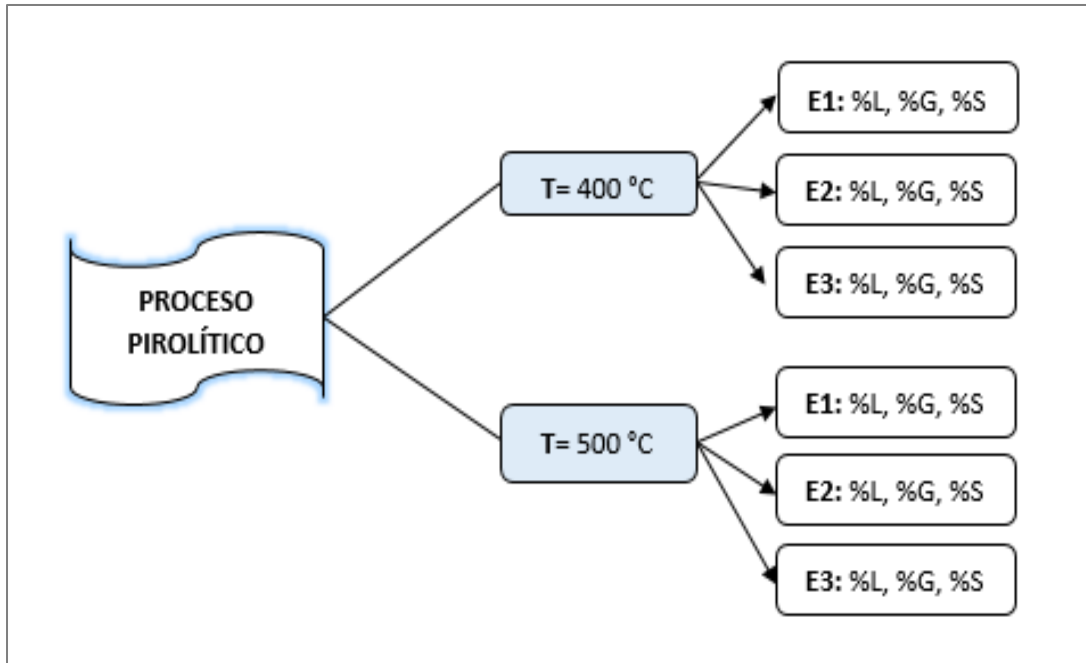 PROCESO
PIROLÍTICO
T= 400 °C
E1: %L, %G, %S
E2: %L, %G, %S
E3: %L, %G, %S
T= 500 °C
E1: %L, %G, %S
E2: %L, %G, %S
E3: %L, %G, %S